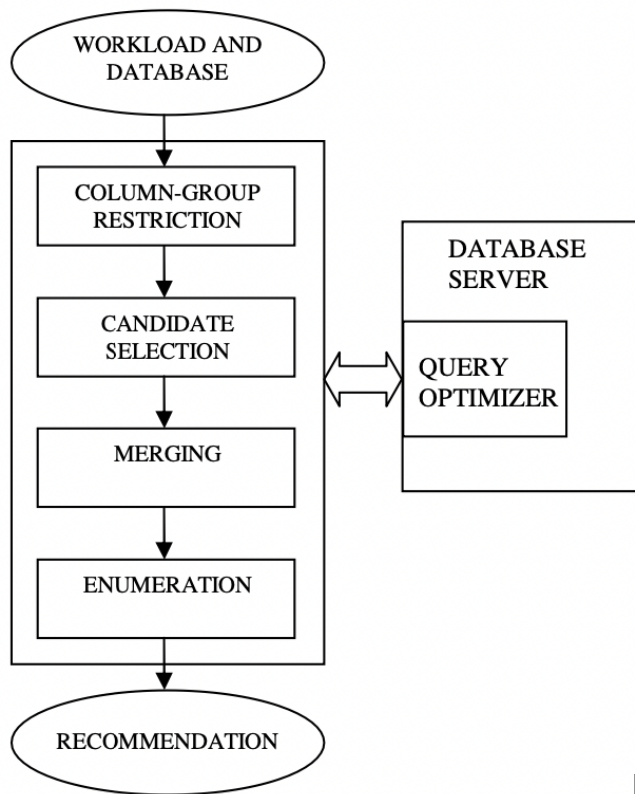 WORKLOAD AND
DATABASE
COLUMN-GROUP
RESTRICTION
CANDIDATE
SELECTION
MERGING
ENUMERATION
RECOMMENDATION
DATABASE
SERVER
QUERY
OPTIMIZER